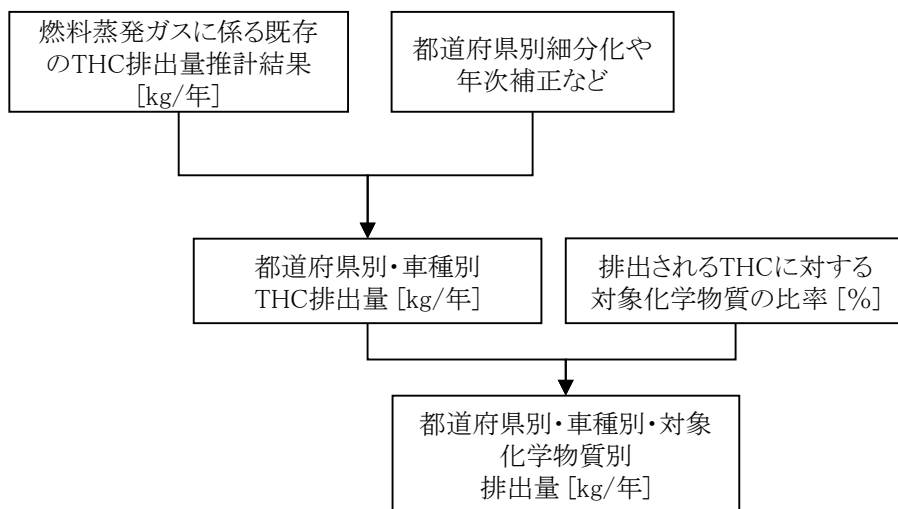 燃料蒸発ガスに係る既存
のTHC排出量推計結果
[kg/年]
都道府県別細分化や
年次補正など
都道府県別・車種別
THC排出量 [kg/年]
排出されるTHCに対する
対象化学物質の比率 [%]
都道府県別・車種別・対象
化学物質別
排出量 [kg/年]